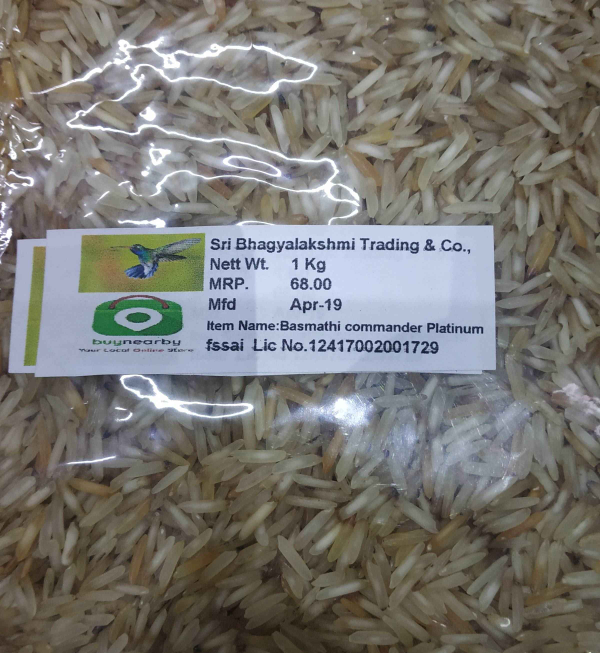 Sri Bhagyalakshmi Trading & Co.,
Nett Wt. 1 Kg
MRP. 68.00
Mfd Apr-19
Item Name:Basmathi commander Platinum
fssai Lic No.12417002001729
buynearby
Your Local Online Store